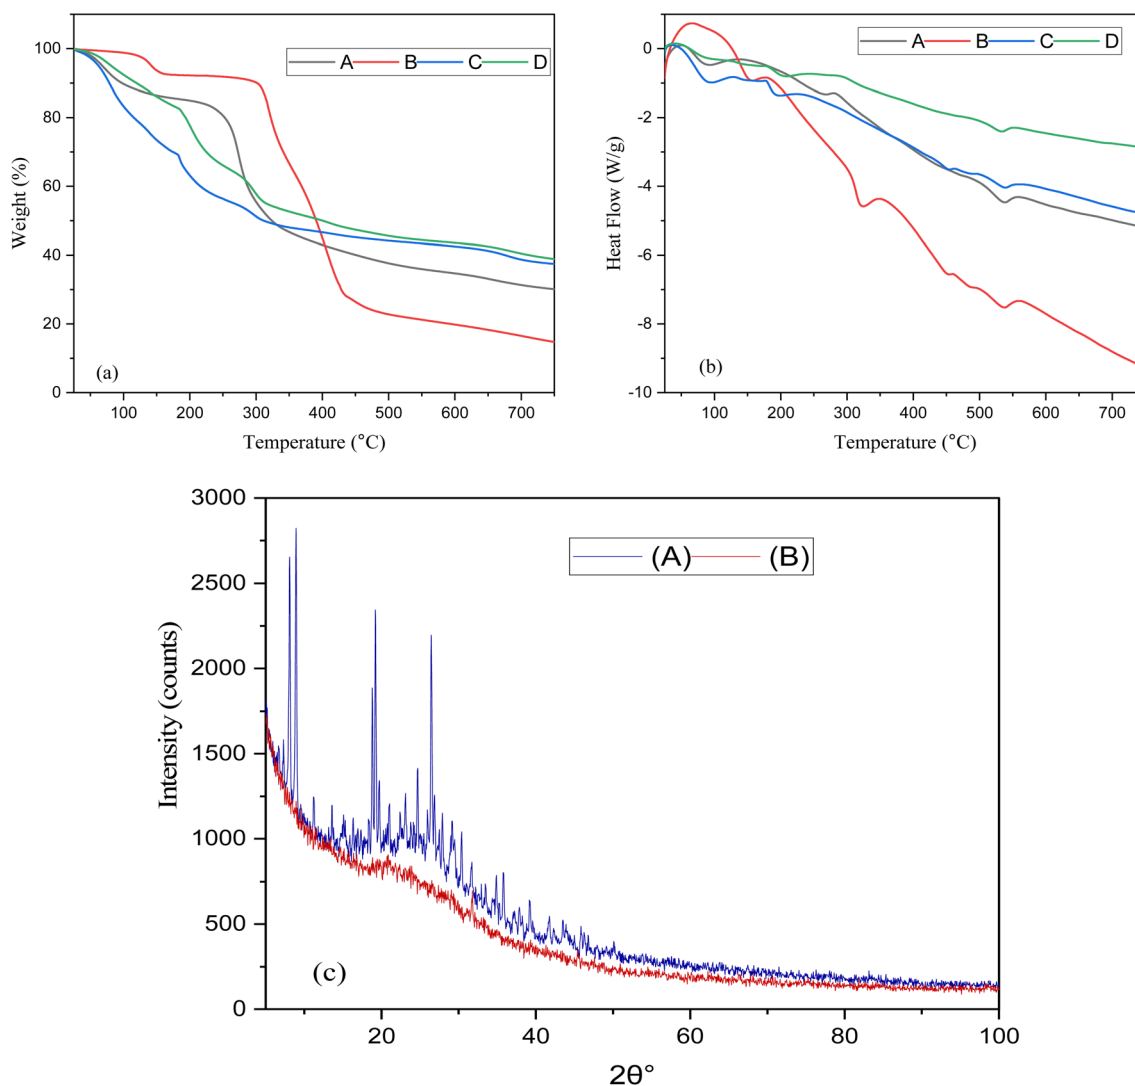 A B C D
100
80
60
40
20
0
Weight (%)
(a)
100 200 300 400 500 600 700
Temperature (°C)
A B C D
0
-2
-4
-6
-8
-10
Heat Flow (W/g)
(b)
100 200 300 400 500 600 700
Temperature (°C)
3000
2500
2000
1500
1000
500
0
Intensity (counts)
(A) (B)
(c)
20 40 60 80 100
2θ°